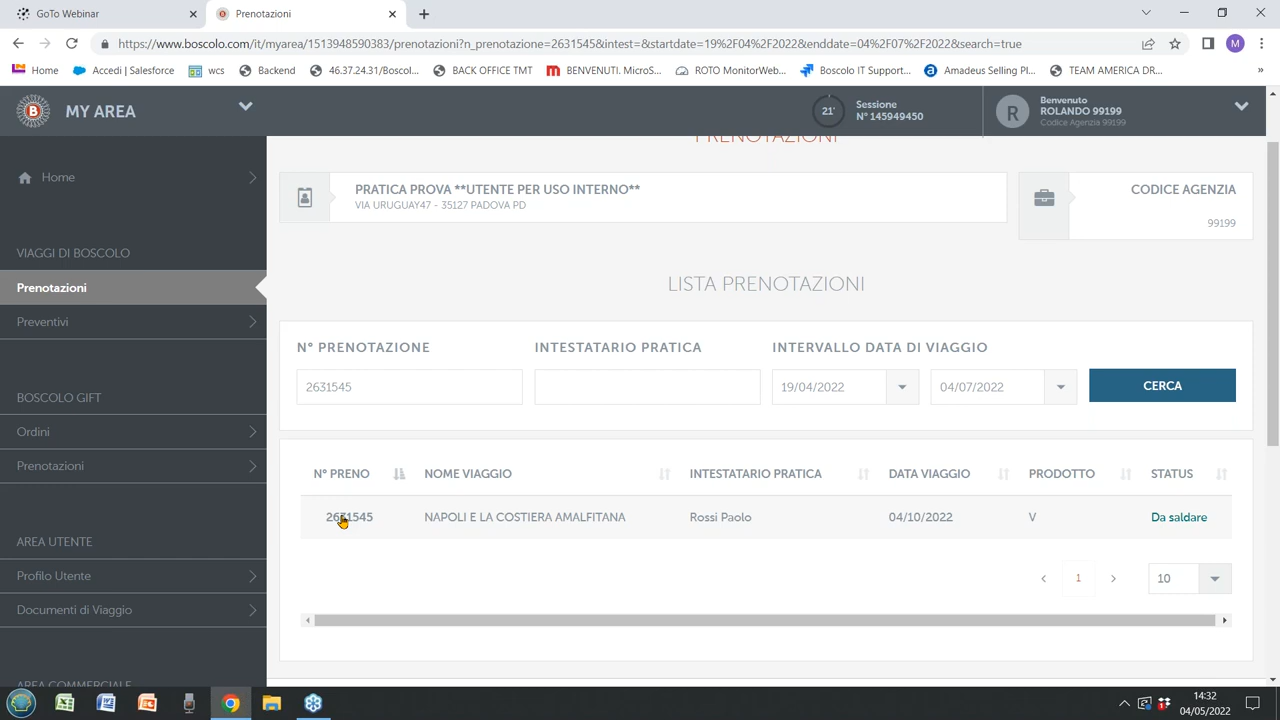 GoTo Webinar
Prenotazioni
https://www.boscolo.com/it/myarea/1513948590383/prenotazioni?n_prenotazione=2631545&intest=&startdate=19%2F04%2F2022&enddate=04%2F07%2F2022&search=true
M
Home
Accedi | Salesforce
wcs
Backend
46.37.24.31/Boscol...
BACK OFFICE TMT
BENVENUTI. MicroS...
ROTO MonitorWeb...
Boscolo IT Support...
Amadeus Selling Pl...
TEAM AMERICA DR...
»
B
MY AREA
21'
Sessione
N° 145949450
R
Benvenuto
ROLANDO 99199
Codice Agenzia 99199
Home
VIAGGI DI BOSCOLO
Prenotazioni
Preventivi
BOSCOLO GIFT
Ordini
Prenotazioni
AREA UTENTE
Profilo Utente
Documenti di Viaggio
AREA COMMERCIALE
PRENOTAZIONI
PRATICA PROVA **UTENTE PER USO INTERNO**
VIA URUGUAY47 - 35127 PADOVA PD
CODICE AGENZIA
99199
LISTA PRENOTAZIONI
N° PRENOTAZIONE INTESTATARIO PRATICA INTERVALLO DATA DI VIAGGIO
2631545 19/04/2022 04/07/2022 CERCA
N° PRENO NOME VIAGGIO INTESTATARIO PRATICA DATA VIAGGIO PRODOTTO STATUS
2631545 NAPOLI E LA COSTIERA AMALFITANA Rossi Paolo 04/10/2022 V Da saldare
1 10
14:32
04/05/2022